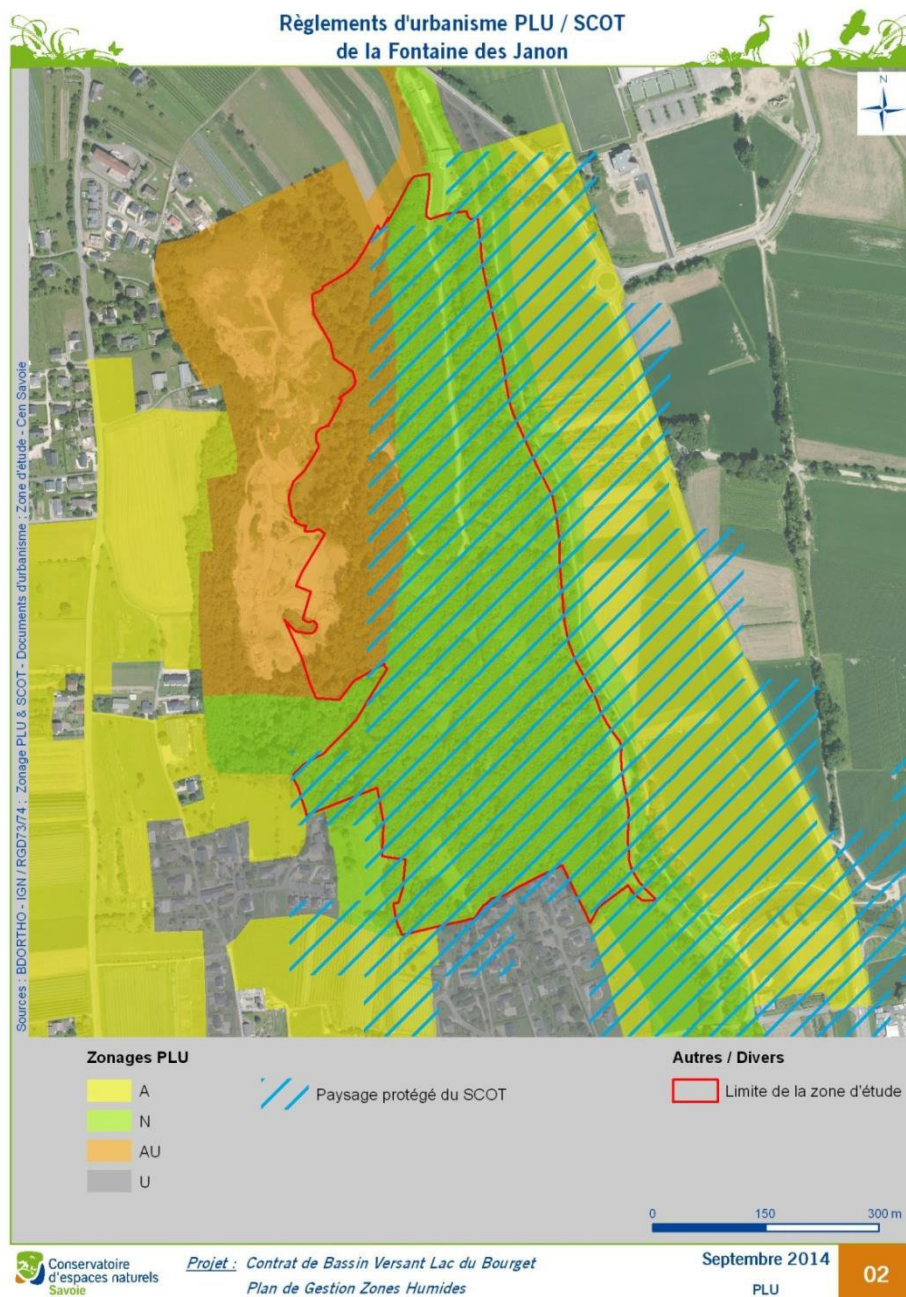 Règlements d'urbanisme PLU / SCOT
de la Fontaine des Janon
N
Sources : BDORTHO - IGN / RGD73/74 ; Zonage PLU & SCOT - Documents d'urbanisme ; Zone d'étude - Cen Savoie
Zonages PLU
A
N
AU
U
Paysage protégé du SCOT
Autres / Divers
Limite de la zone d'étude
0 150 300 m
Conservatoire
d'espaces naturels
Savoie
Projet : Contrat de Bassin Versant Lac du Bourget
Plan de Gestion Zones Humides
Septembre 2014
PLU
02